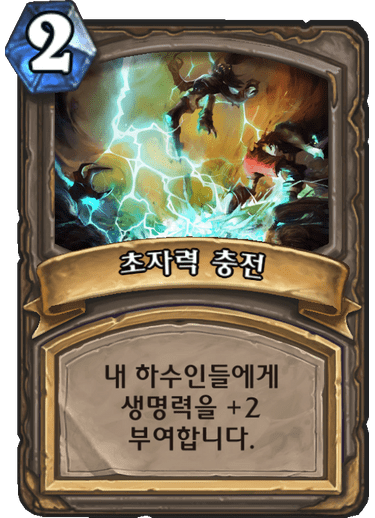 2
초자력 충전
내 하수인들에게
생명력을 +2
부여합니다.